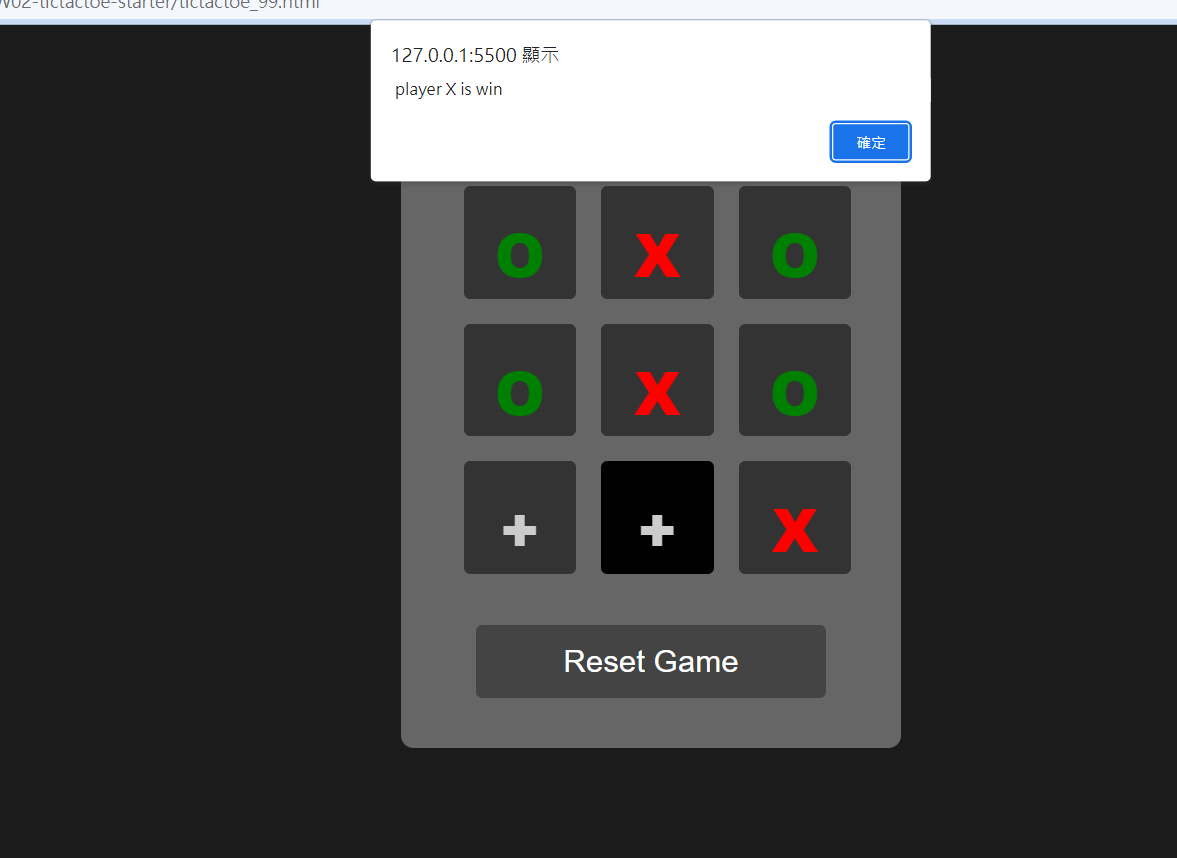 W02-tictactoe-starter/tictactoe_99.html
127.0.0.1:5500 顯示
player X is win
確定
o x o
o x o
+ + x
Reset Game